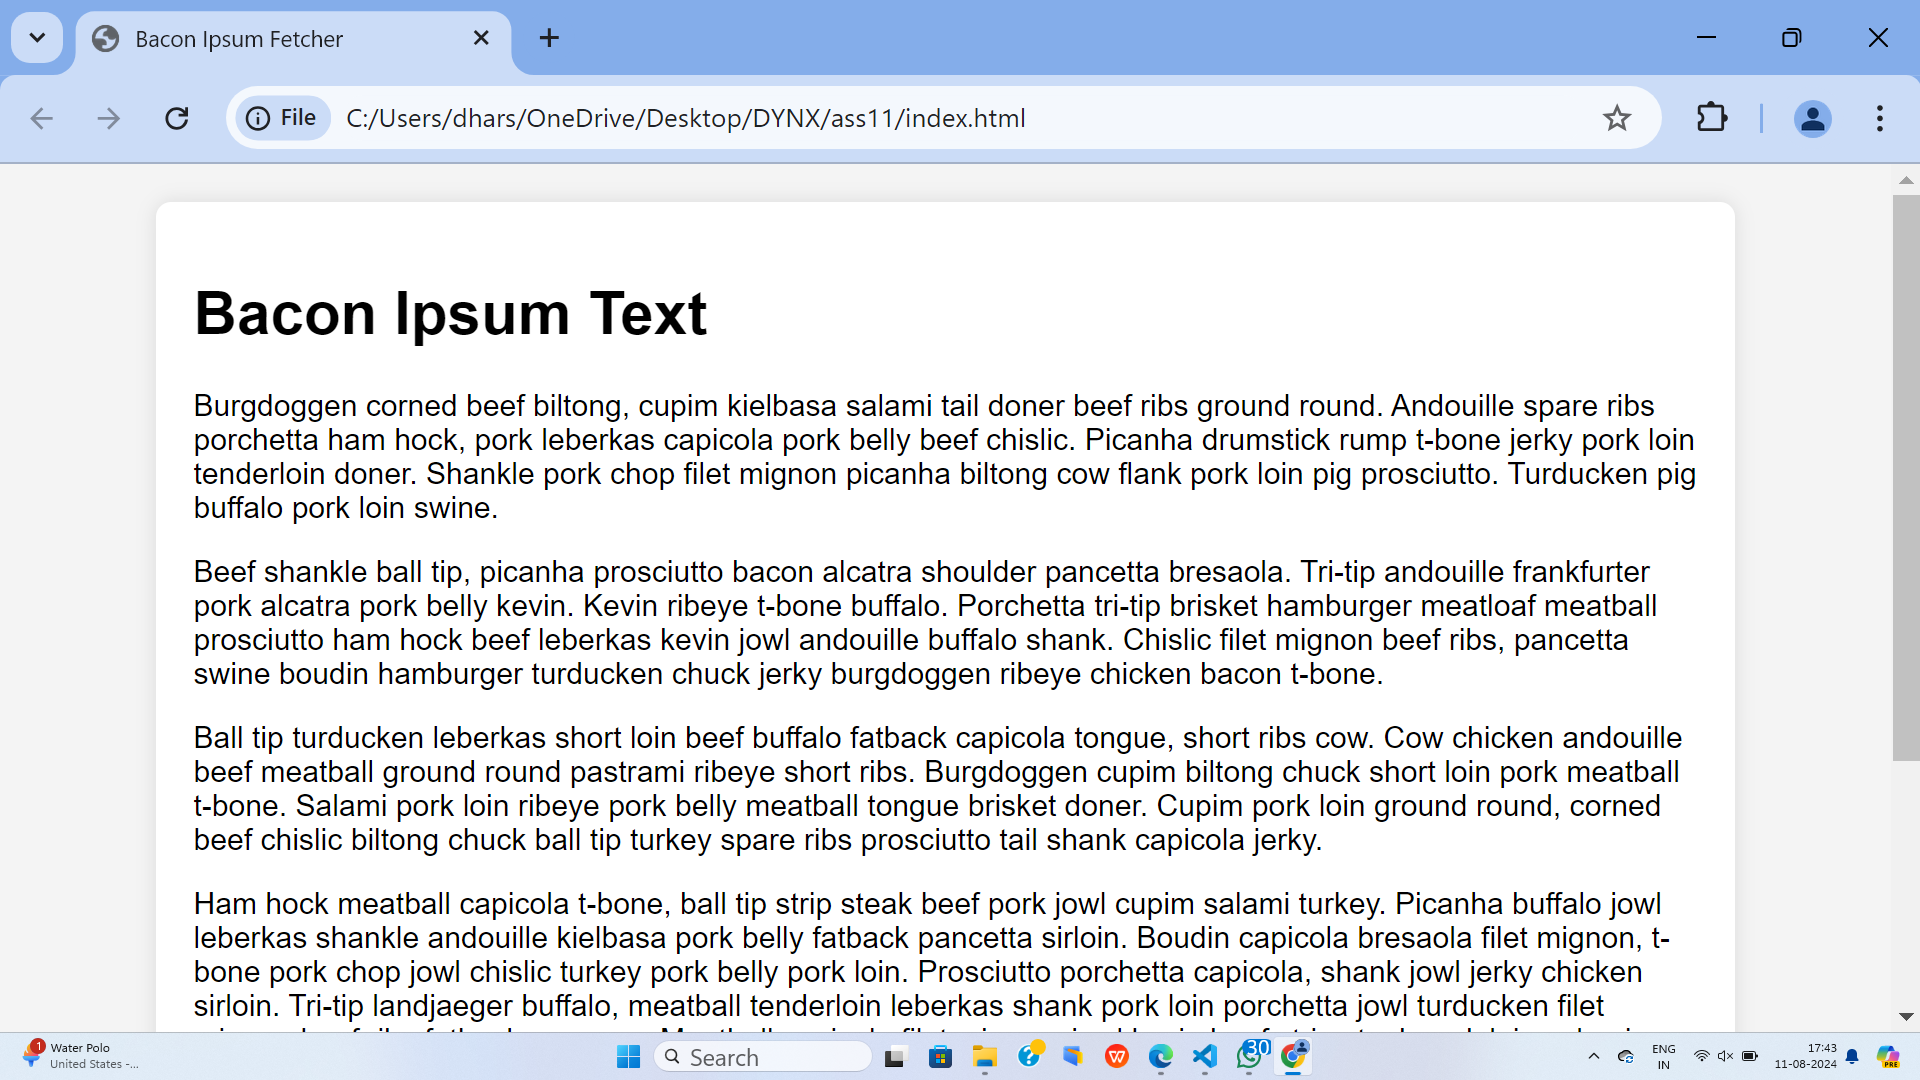 Bacon Ipsum Fetcher
File C:/Users/dhars/OneDrive/Desktop/DYNX/ass11/index.html
Bacon Ipsum Text
Burgdoggen corned beef biltong, cupim kielbasa salami tail doner beef ribs ground round. Andouille spare ribs
porchetta ham hock, pork leberkas capicola pork belly beef chislic. Picanha drumstick rump t-bone jerky pork loin
tenderloin doner. Shankle pork chop filet mignon picanha biltong cow flank pork loin pig prosciutto. Turducken pig
buffalo pork loin swine.
Beef shankle ball tip, picanha prosciutto bacon alcatra shoulder pancetta bresaola. Tri-tip andouille frankfurter
pork alcatra pork belly kevin. Kevin ribeye t-bone buffalo. Porchetta tri-tip brisket hamburger meatloaf meatball
prosciutto ham hock beef leberkas kevin jowl andouille buffalo shank. Chislic filet mignon beef ribs, pancetta
swine boudin hamburger turducken chuck jerky burgdoggen ribeye chicken bacon t-bone.
Ball tip turducken leberkas short loin beef buffalo fatback capicola tongue, short ribs cow. Cow chicken andouille
beef meatball ground round pastrami ribeye short ribs. Burgdoggen cupim biltong chuck short loin pork meatball
t-bone. Salami pork loin ribeye pork belly meatball tongue brisket doner. Cupim pork loin ground round, corned
beef chislic biltong chuck ball tip turkey spare ribs prosciutto tail shank capicola jerky.
Ham hock meatball capicola t-bone, ball tip strip steak beef pork jowl cupim salami turkey. Picanha buffalo jowl
leberkas shankle andouille kielbasa pork belly fatback pancetta sirloin. Boudin capicola bresaola filet mignon, t-
bone pork chop jowl chislic turkey pork belly pork loin. Prosciutto porchetta capicola, shank jowl jerky chicken
sirloin. Tri-tip landjaeger buffalo, meatball tenderloin leberkas shank pork loin porchetta jowl turducken filet
1 Water Polo
United States -...
Search
30
ENG
IN
17:43
11-08-2024
PRE